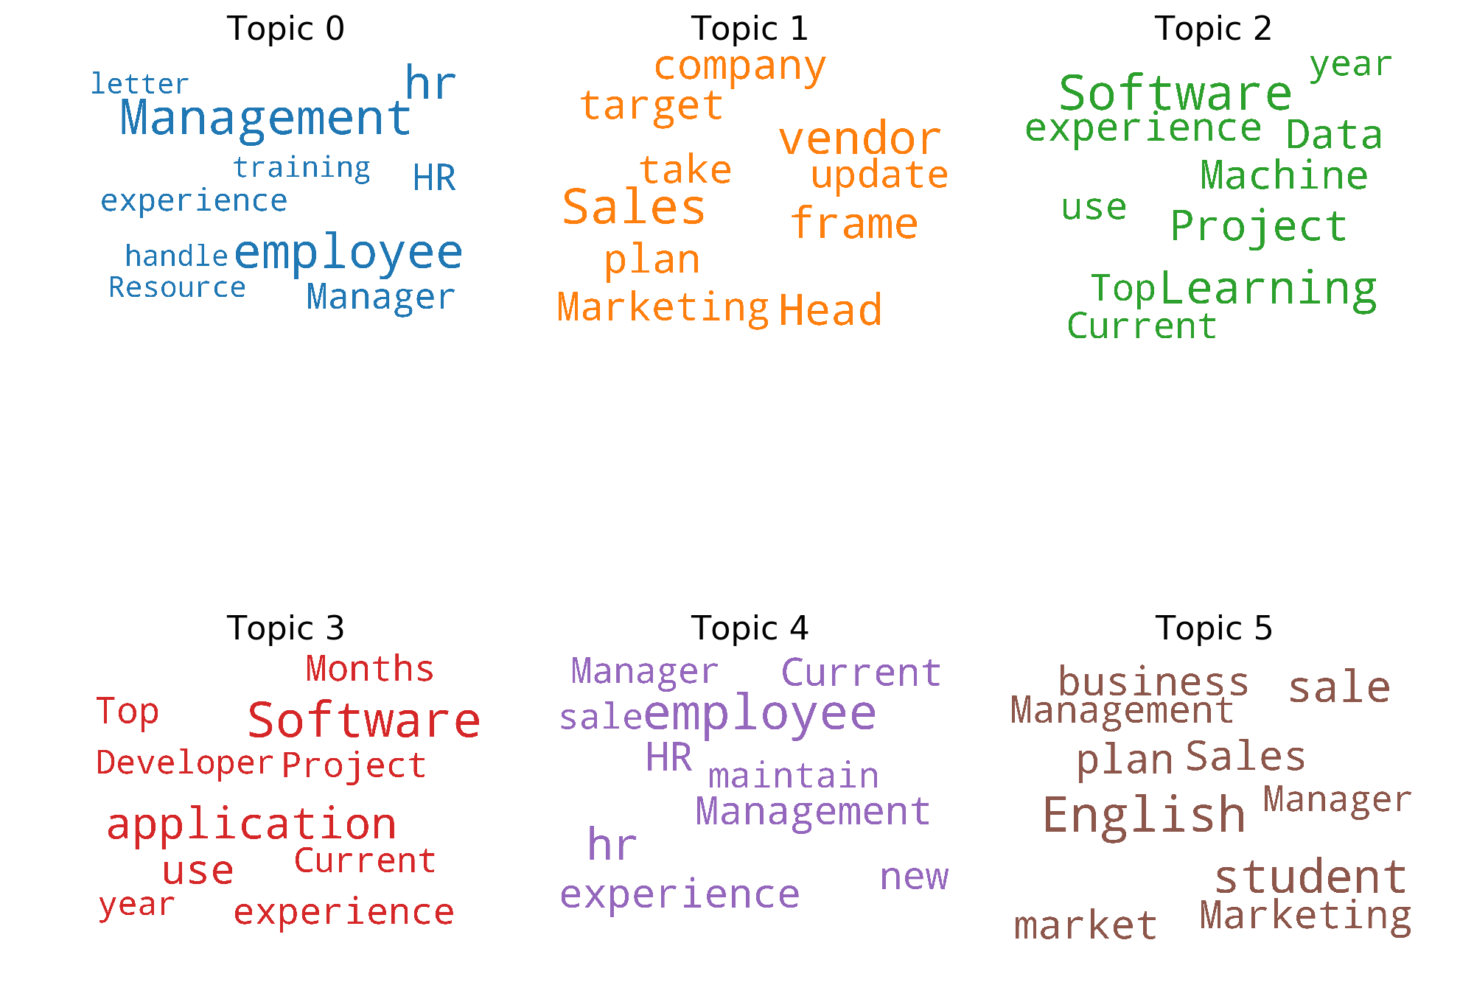 Topic 0
letter
hr
Management
training
HR
experience
handle
employee
Resource
Manager
Topic 1
company
target
vendor
take
update
Sales
frame
plan
Marketing
Head
Topic 2
year
Software
experience
Data
Machine
use
Project
Top
Learning
Current
Topic 3
Months
Top
Software
Developer
Project
application
use
Current
year
experience
Topic 4
Manager
Current
sale
employee
HR
maintain
Management
hr
new
experience
Topic 5
business
sale
Management
plan
Sales
English
Manager
student
market
Marketing